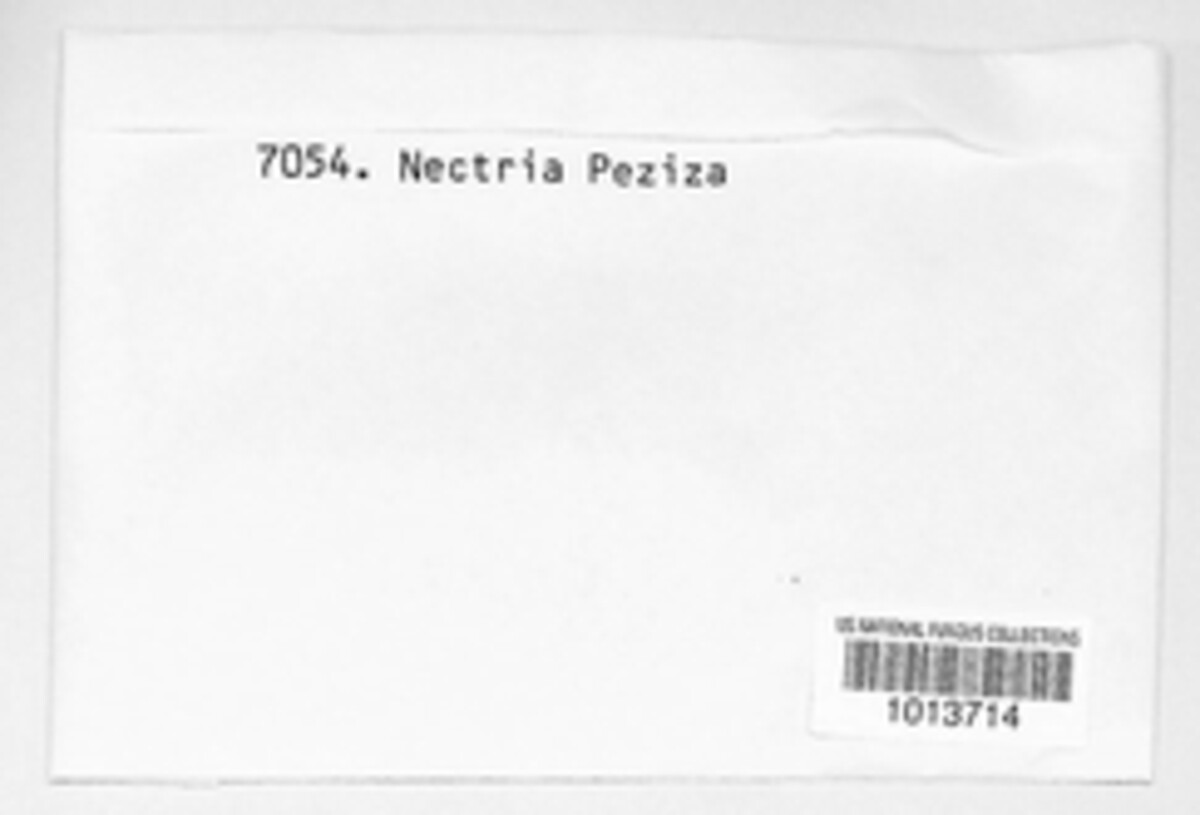 7054. Nectria Peziza
US NATIONAL FUNGUS COLLECTIONS
1013714